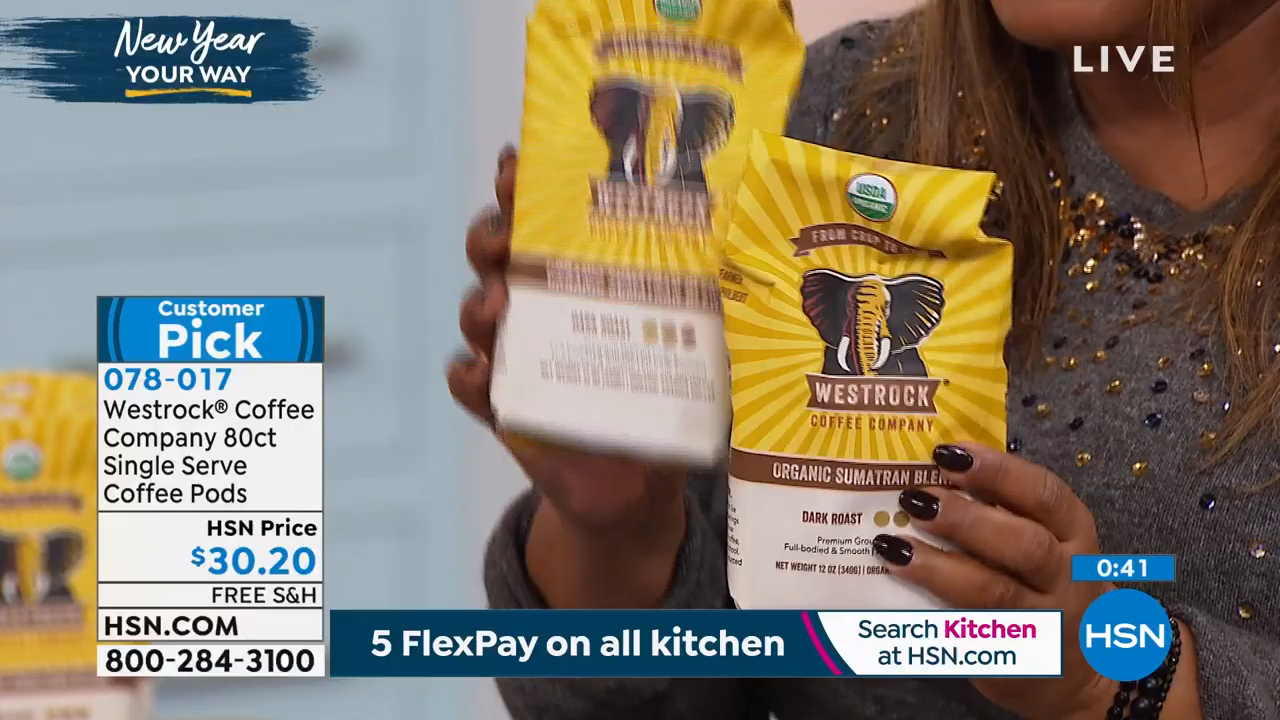 New Year
YOUR WAY
LIVE
Customer
Pick
078-017
Westrock® Coffee
Company 80ct
Single Serve
Coffee Pods
HSN Price
$30.20
FREE S&H
HSN.COM
800-284-3100
USDA
ORGANIC
FROM CROP TO
WESTROCK®
COFFEE COMPANY
ORGANIC SUMATRAN BLEN
DARK ROAST
Premium Grou
Full-bodied & Smooth
NET WEIGHT 12 OZ (340G) | ORGA
0:41
5 FlexPay on all kitchen
Search Kitchen
at HSN.com
HSN